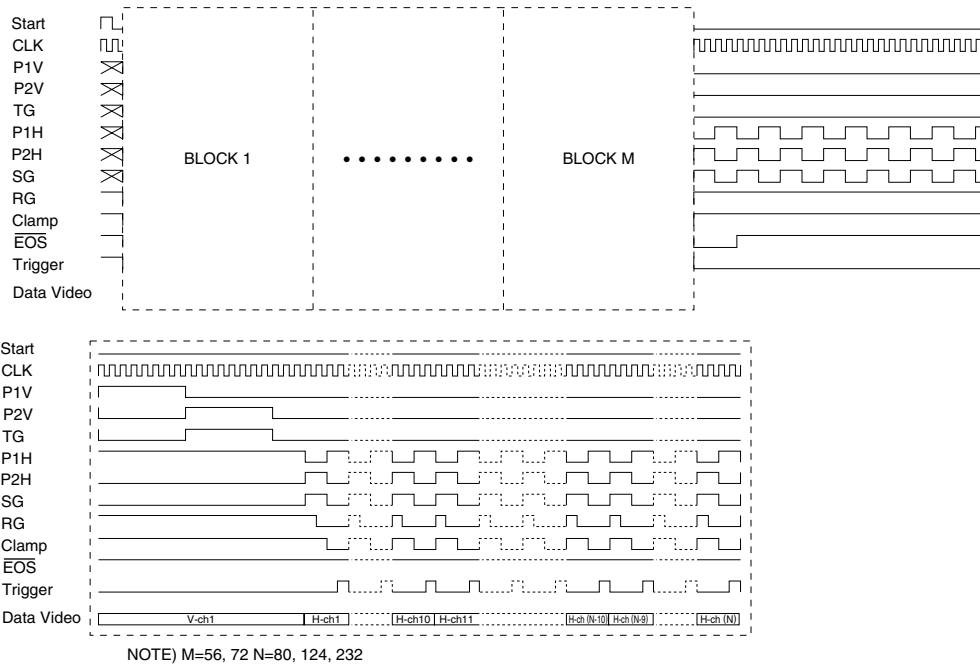 Start
CLK
P1V
P2V
TG
P1H
P2H
SG
RG
Clamp
EOS
Trigger
Data Video
BLOCK 1
BLOCK M
Start
CLK
P1V
P2V
TG
P1H
P2H
SG
RG
Clamp
EOS
Trigger
Data Video
V-ch1 H-ch1 H-ch10 H-ch11 H-ch (N-10) H-ch (N-9) H-ch (N)
NOTE) M=56, 72 N=80, 124, 232